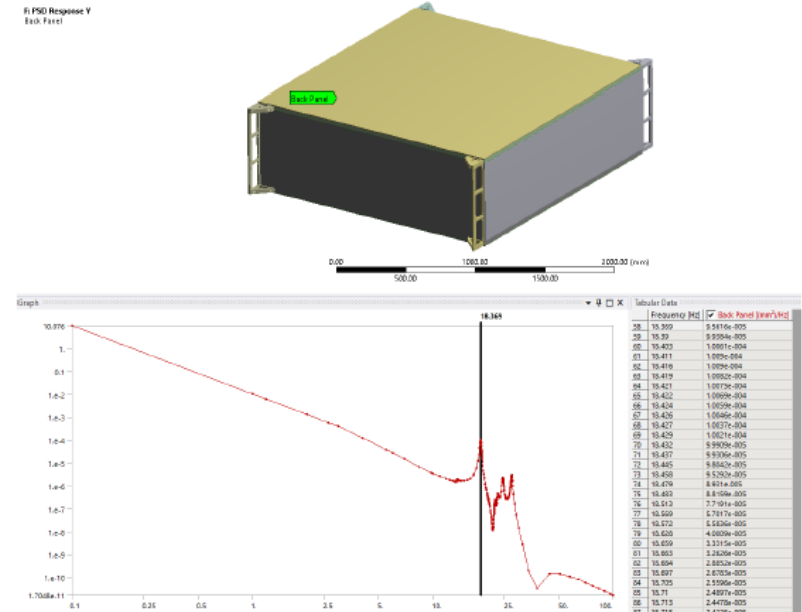 F: PSD Response Y
Back Panel
Back Panel
0.00 1000.00 2000.00 (mm)
500.00 1500.00
Graph
Tabular Data
18.369
Frequency [Hz] Back Panel [(mm²)/Hz]
10.076
1.
0.1
1.e-2
1.e-3
1.e-4
1.e-5
1.e-6
1.e-7
1.e-8
1.e-9
1.e-10
1.7048e-11
0.1 0.25 0.5 1. 2.5 5. 10. 25. 50. 100.
58 18.369 9.5616e-005
59 18.39 9.9384e-005
60 18.403 1.0061e-004
61 18.411 1.009e-004
62 18.416 1.009e-004
63 18.419 1.0082e-004
64 18.421 1.0075e-004
65 18.422 1.0069e-004
66 18.424 1.0059e-004
67 18.426 1.0046e-004
68 18.427 1.0037e-004
69 18.429 1.0021e-004
70 18.432 9.9909e-005
71 18.437 9.9306e-005
72 18.445 9.8042e-005
73 18.458 9.5292e-005
74 18.479 8.931e-005
75 18.483 8.8159e-005
76 18.513 7.7191e-005
77 18.569 5.7017e-005
78 18.572 5.5836e-005
79 18.628 4.0009e-005
80 18.659 3.3315e-005
81 18.663 3.2628e-005
82 18.684 2.8852e-005
83 18.697 2.6783e-005
84 18.705 2.5596e-005
85 18.71 2.4897e-005
86 18.713 2.4478e-005